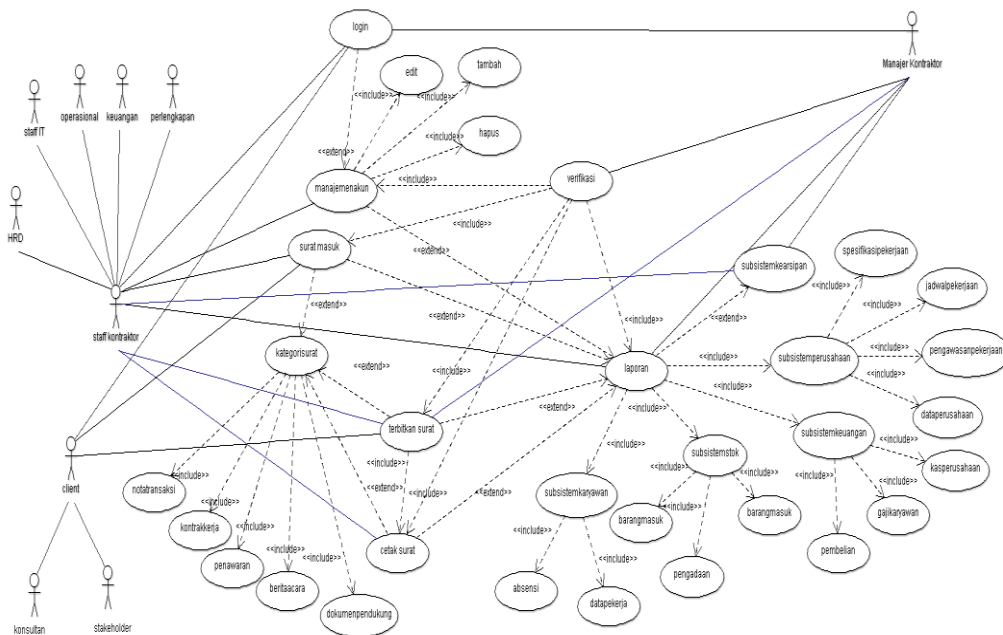 login
Manajer Kontraktor
edit
tambah
<<include>>
<<include>>
staff IT
operasional
keuangan
perlengkapan
<<include>>
hapus
<<extend>>
manajemenakun
<<include>>
verifikasi
HRD
surat masuk
<<extend>>
<<include>>
subsistemkearsipan
spesifikasipekerjaan
<<include>>
jadwalpekerjaan
<<include>>
staff kontraktor
<<extend>>
<<extend>>
<<include>>
<<extend>>
kategorisurat
<<extend>>
<<include>>
laporan
<<include>>
subsistemperusahaan
<<include>>
pengawasanpekerjaan
<<include>>
<<include>>
dataperusahaan
terbitkan surat
<<extend>>
subsistemkeuangan
<<include>>
kasperusahaan
client
<<include>>
<<include>>
subsistemstok
<<include>>
notatransaksi
<<include>>
<<extend>>
<<extend>>
subsistemkaryawan
<<include>>
<<include>>
barangmasuk
barangmasuk
<<include>>
gajikaryawan
kontrakkerja
<<include>>
penawaran
<<include>>
beritaacara
<<include>>
cetak surat
<<include>>
<<include>>
<<include>>
pembelian
absensi
datapekerja
pengadaan
dokumenpendukung
konsultan
stakeholder